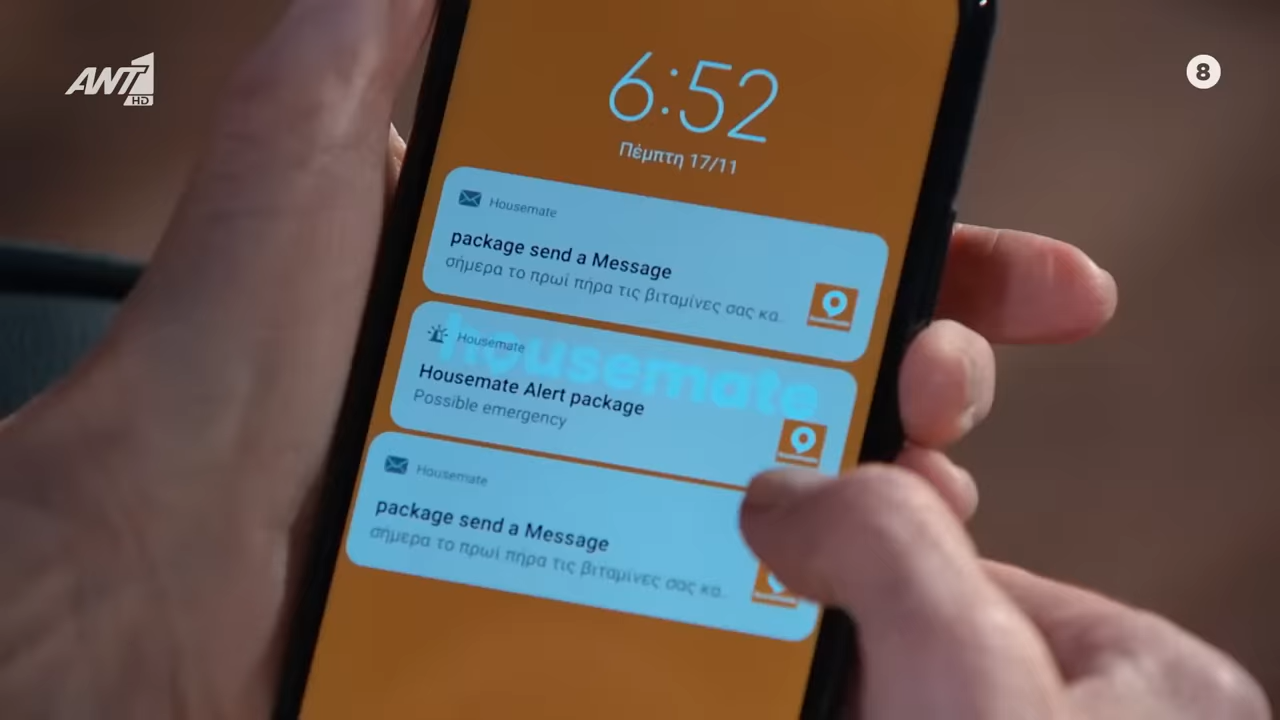 ANT1
HD
8
6:52
Πέμπτη 17/11
Housemate
package send a Message
σήμερα το πρωί πήρα τις βιταμίνες σας κα..
housemate
Housemate
Housemate Alert package
Possible emergency
Housemate
package send a Message
σήμερα το πρωί πήρα τις βιταμίνες σας κα..